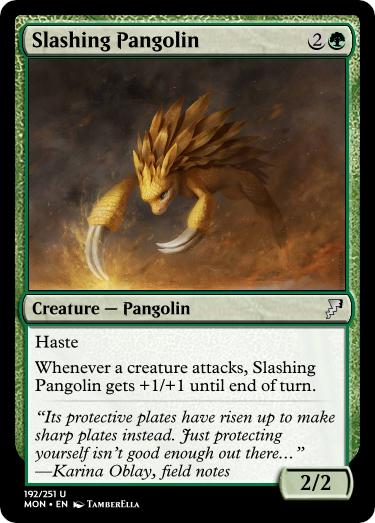 Slashing Pangolin 2
Creature — Pangolin
Haste
Whenever a creature attacks, Slashing
Pangolin gets +1/+1 until end of turn.
“Its protective plates have risen up to make
sharp plates instead. Just protecting
yourself isn’t good enough out there...”
—Karina Oblay, field notes
2/2
192/251 U
MON • EN TamberElla